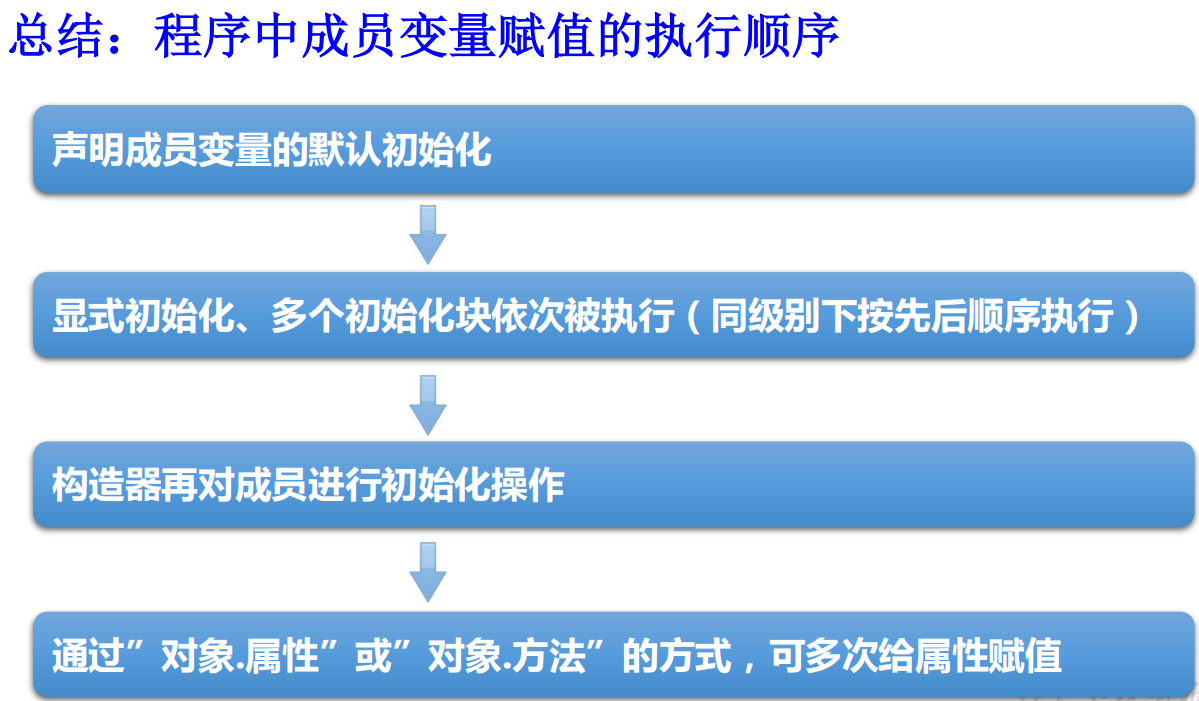 总结：程序中成员变量赋值的执行顺序
声明成员变量的默认初始化
显式初始化、多个初始化块依次被执行（同级别下按先后顺序执行）
构造器再对成员进行初始化操作
通过”对象.属性”或”对象.方法”的方式，可多次给属性赋值